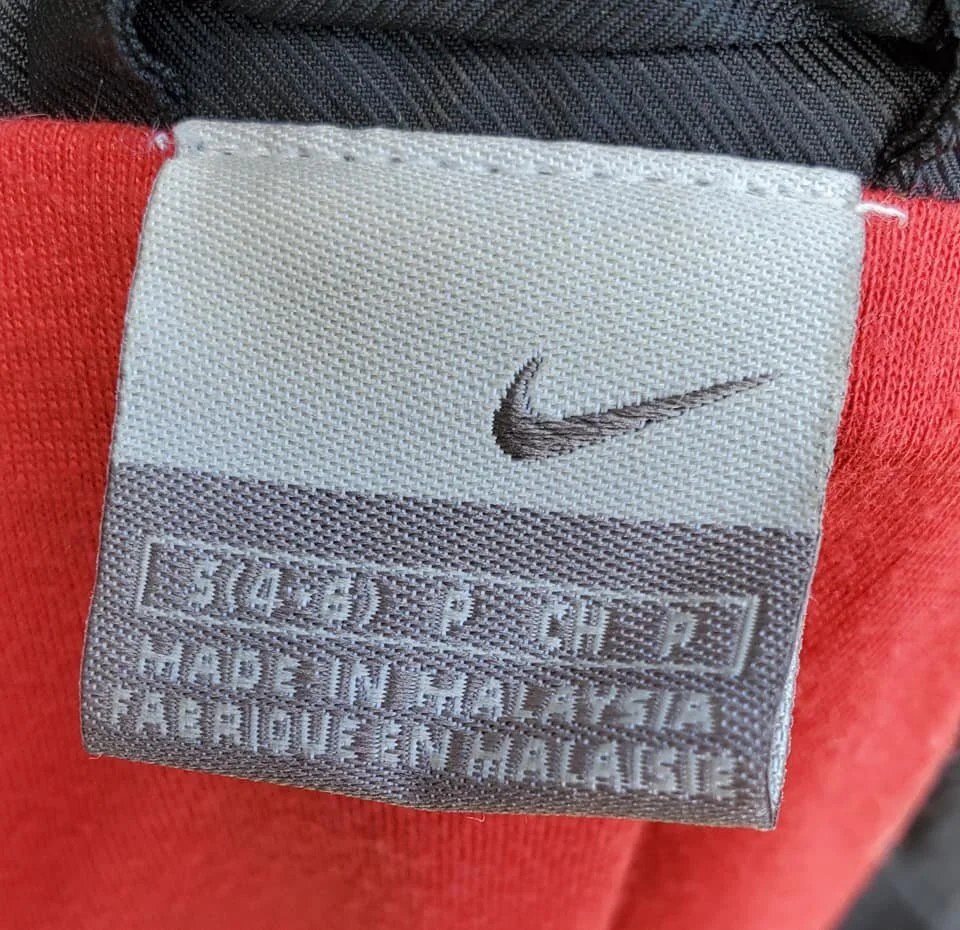 S(4-6) P CH P
MADE IN MALAYSIA
FABRIQUE EN MALAISIE